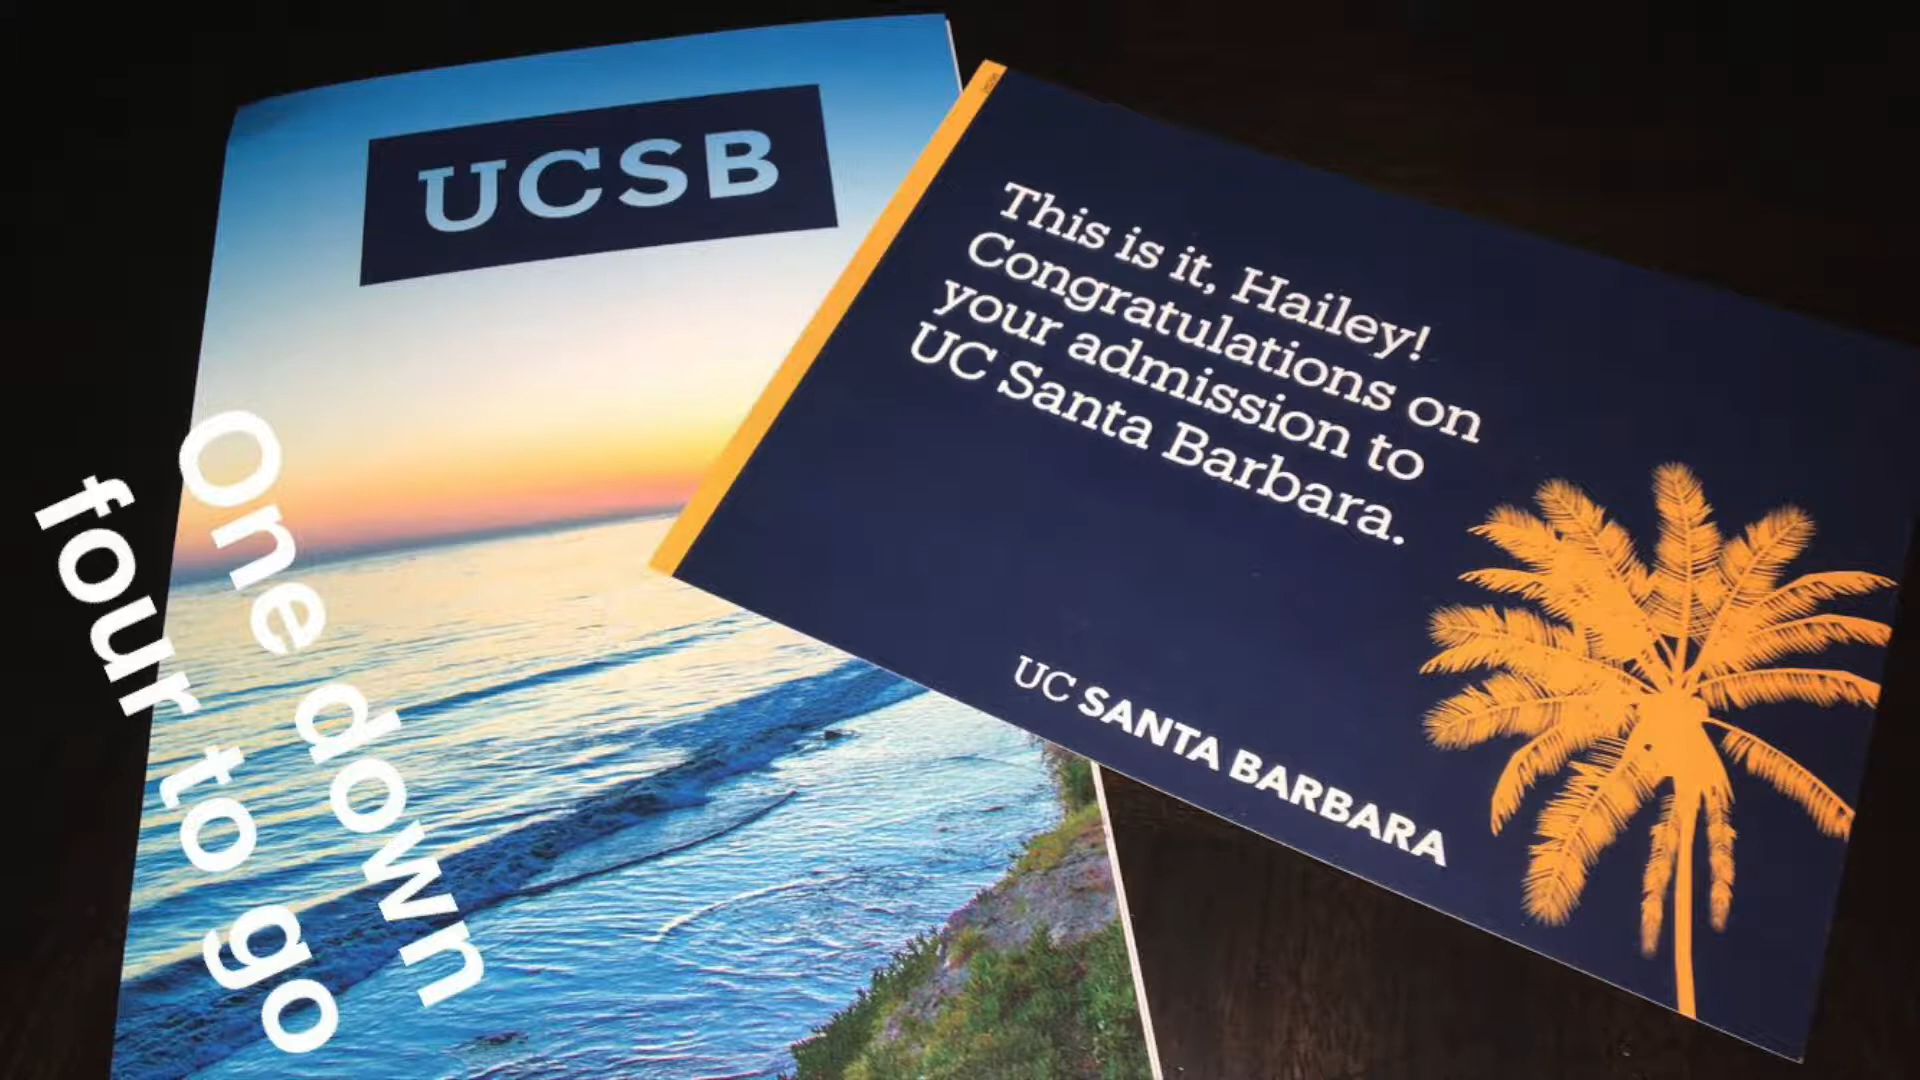 UCSB
This is it, Hailey!
Congratulations on
your admission to
UC Santa Barbara.
UC SANTA BARBARA
One down
four to go